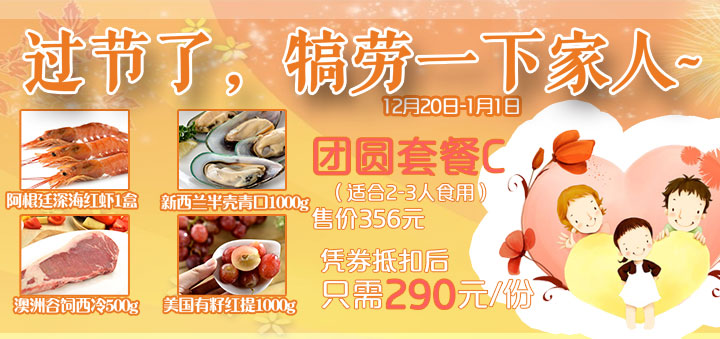 过节了，犒劳一下家人~
12月20日-1月1日
团圆套餐C
（适合2-3人食用）
售价356元
凭券抵扣后
只需290元/份
阿根廷深海红虾1盒
新西兰半壳青口1000g
澳洲谷饲西冷500g
美国有籽红提1000g